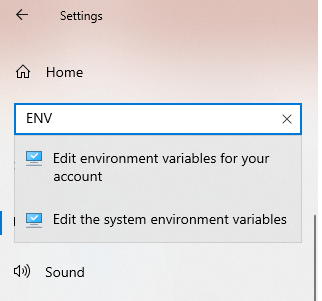 Settings
Home
ENV
Edit environment variables for your
account
Edit the system environment variables
Sound